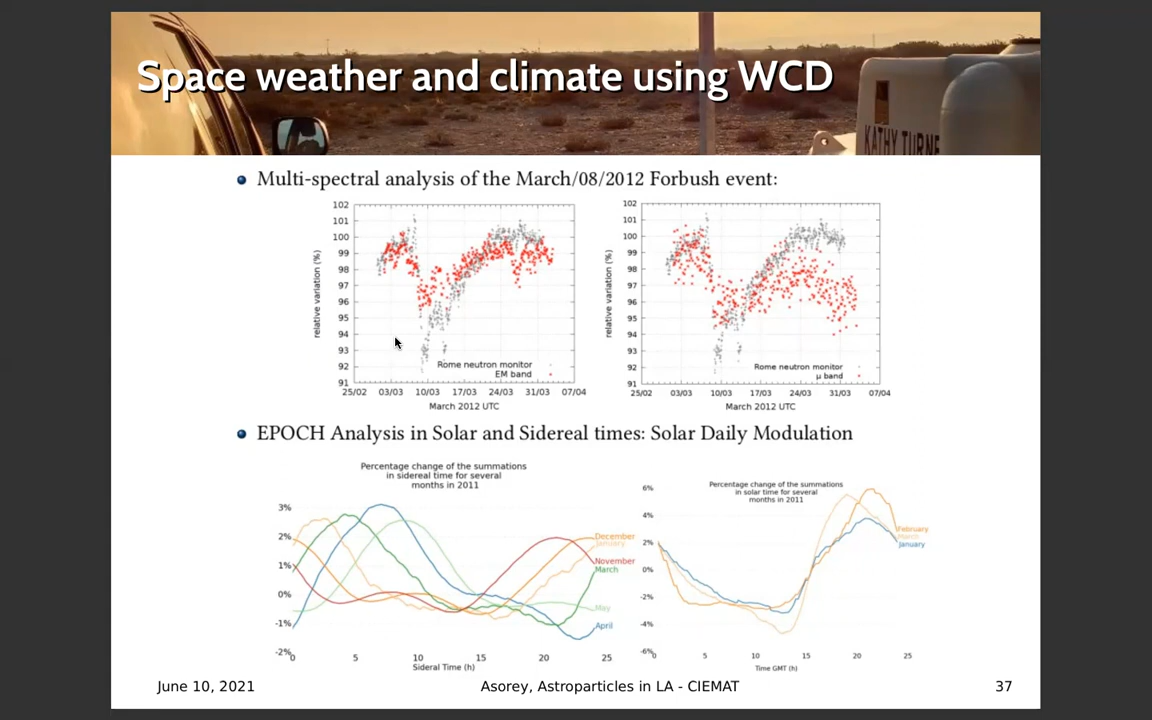 Space weather and climate using WCD
KATHY TURNE
Multi-spectral analysis of the March/08/2012 Forbush event:
102
101
100
99
98
97
96
95
94
93
92
91
relative variation (%)
Rome neutron monitor
EM band
25/02 03/03 10/03 17/03 24/03 31/03 07/04
March 2012 UTC
102
101
100
99
98
97
96
95
94
93
92
91
relative variation (%)
Rome neutron monitor
μ band
25/02 03/03 10/03 17/03 24/03 31/03 07/04
March 2012 UTC
EPOCH Analysis in Solar and Sidereal times: Solar Daily Modulation
Percentage change of the summations
in sidereal time for several
months in 2011
3%
2%
1%
0%
-1%
-2%
December
January
November
March
May
April
0 5 10 15 20 25
Sideral Time (h)
Percentage change of the summations
in solar time for several
months in 2011
6%
4%
2%
0%
-2%
-4%
-6%
February
March
January
0 5 10 15 20 25
Time GMT (h)
June 10, 2021
Asorey, Astroparticles in LA - CIEMAT
37